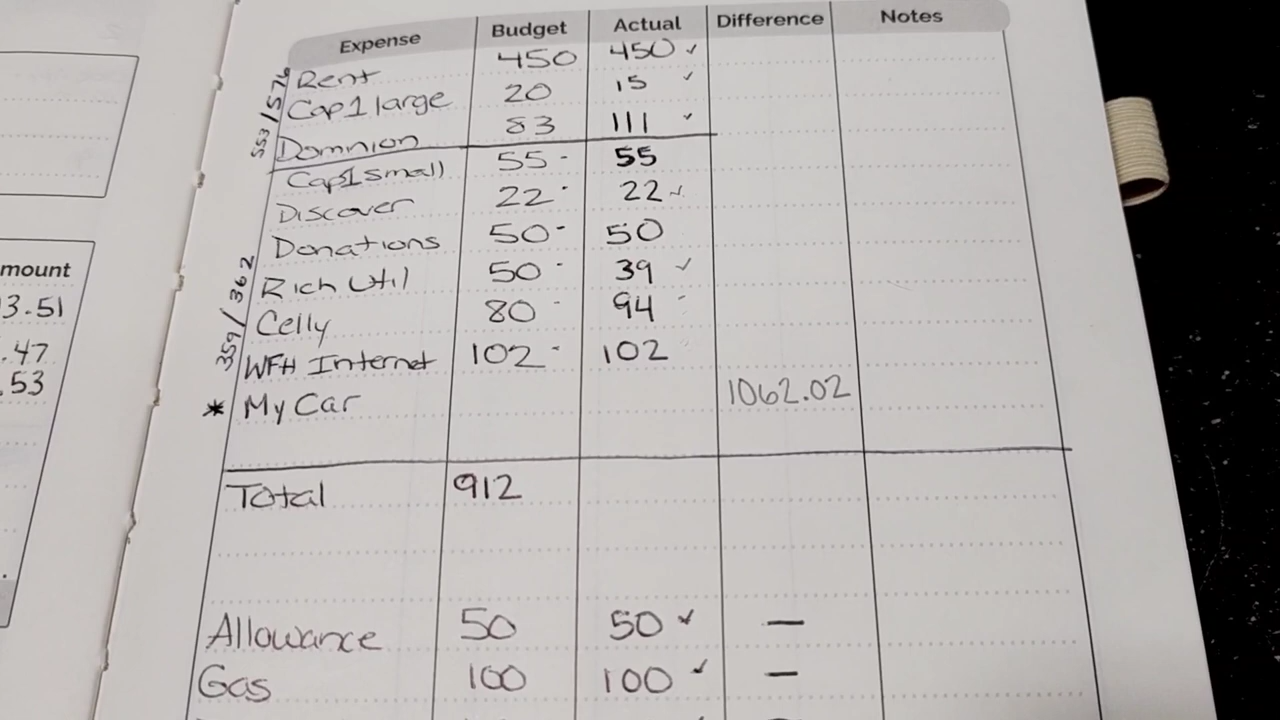 Expense Budget Actual Difference Notes
Rent 450 450 ✓
Cap1 large 20 15 ✓
Domnion 83 111 ✓
553/576
Cap1 small 55 - 55
Discover 22 - 22 ✓
Donations 50 - 50
Rich Util 50 - 39 ✓
Celly 80 - 94
WFH Internet 102 - 102
359/362
* My Car 1062.02
Total 912
Allowance 50 50 ✓ —
Gas 100 100 ✓ —
mount
3.51
.47
.53